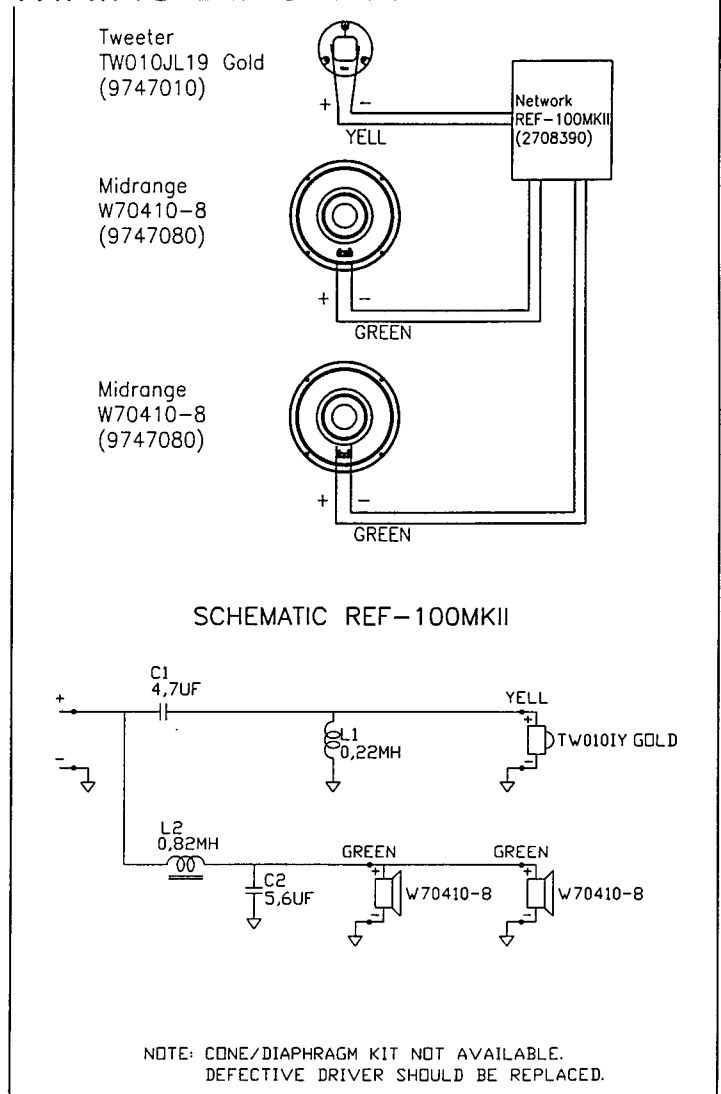 Tweeter
TW010JL19 Gold
(9747010)
+ −
YELL
Network
REF-100MKII
(2708390)
Midrange
W70410-8
(9747080)
+ −
GREEN
Midrange
W70410-8
(9747080)
+ −
GREEN
SCHEMATIC REF-100MKII
C1
4,7UF
+
YELL
+
L1
0,22MH
TW010IY GOLD
−
−
L2
0,82MH
GREEN
GREEN
+
+
C2
5,6UF
W70410-8
W70410-8
−
−
NOTE: CONE/DIAPHRAGM KIT NOT AVAILABLE.
DEFECTIVE DRIVER SHOULD BE REPLACED.